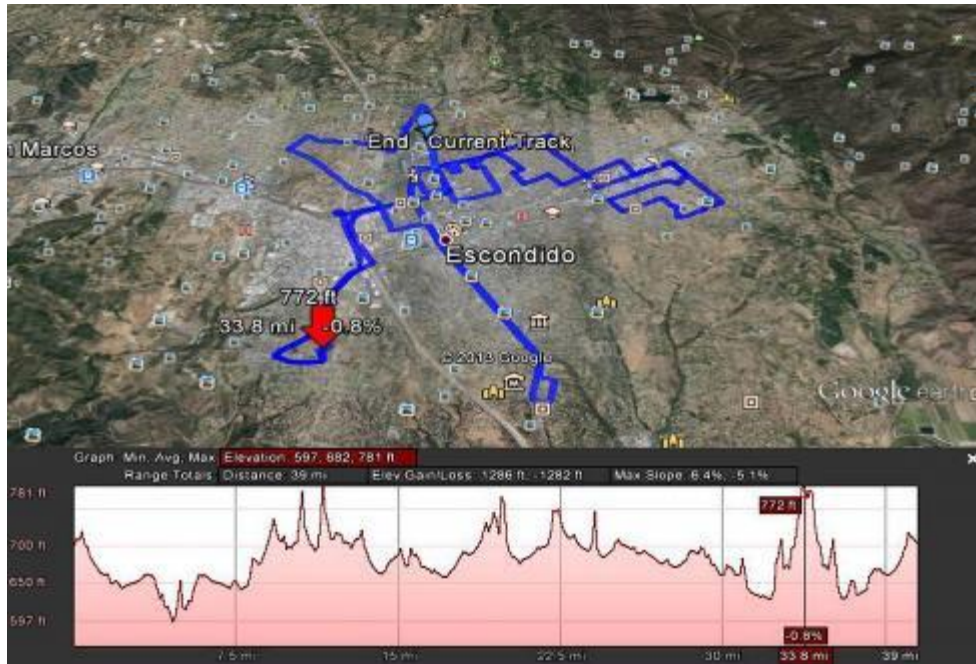 End Current Track
n Marcos
Escondido
772 ft
33.8 mi -0.8%
© 2013 Google
Google earth
Graph: Min, Avg, Max Elevation: 597, 682, 781 ft
Range Totals: Distance: 39 mi Elev Gain/Loss: 1286 ft, -1282 ft Max Slope: 6.4%, -5.1%
781 ft
772 ft
700 ft
650 ft
597 ft
-0.8%
7.5 mi 15 mi 22.5 mi 30 mi 33.8 mi 39 mi